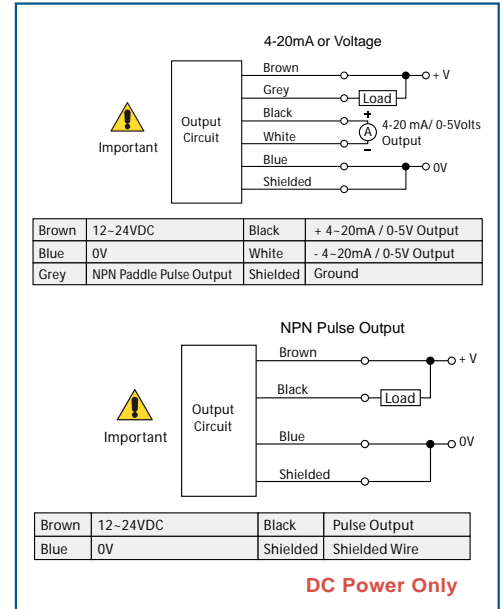 4-20mA or Voltage
Brown
+ V
Grey
Load
Black
+
Important
Output
Circuit
A
4-20 mA/ 0-5Volts
Output
White
-
Blue
0V
Shielded
Brown 12~24VDC Black + 4~20mA / 0-5V Output
Blue 0V White - 4~20mA / 0-5V Output
Grey NPN Paddle Pulse Output Shielded Ground
NPN Pulse Output
Brown
+ V
Black
Load
Important
Output
Circuit
Blue
0V
Shielded
Brown 12~24VDC Black Pulse Output
Blue 0V Shielded Shielded Wire
DC Power Only